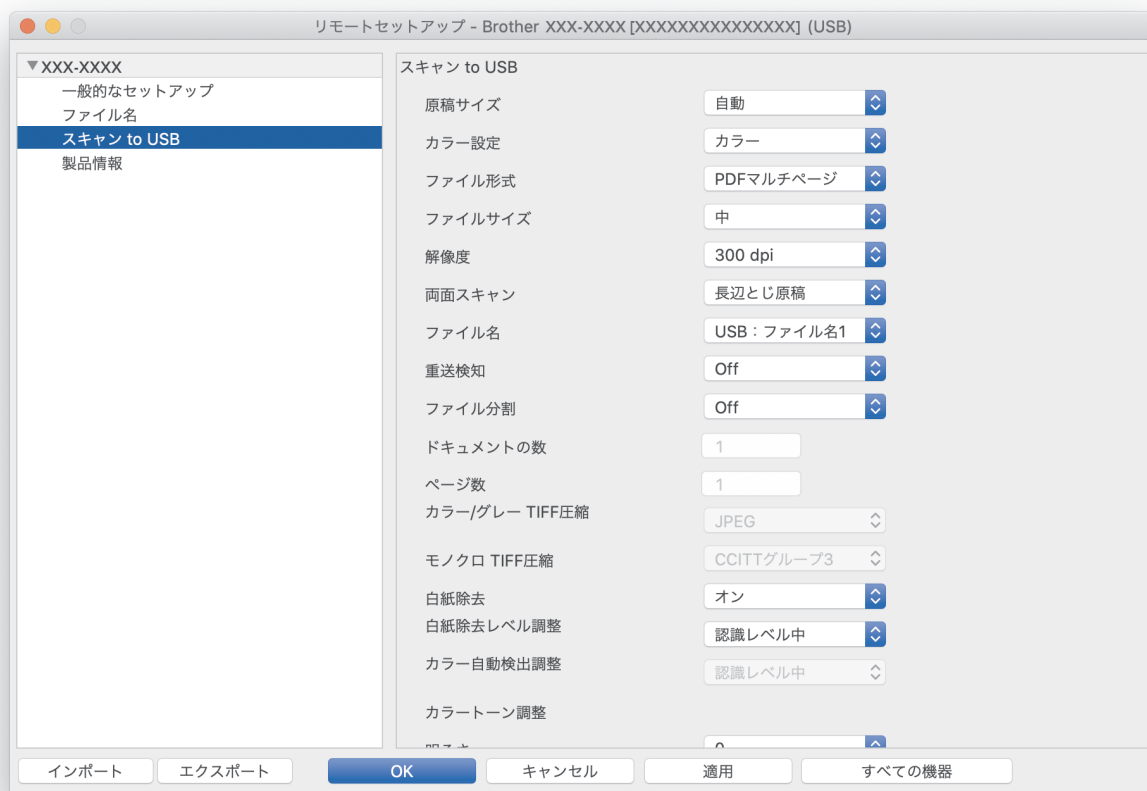 リモートセットアップ - Brother XXX-XXXX [XXXXXXXXXXXXXXX] (USB)
XXX-XXXX
一般的なセットアップ
ファイル名
スキャン to USB
製品情報
スキャン to USB
原稿サイズ 自動
カラー設定 カラー
ファイル形式 PDFマルチページ
ファイルサイズ 中
解像度 300 dpi
両面スキャン 長辺とじ原稿
ファイル名 USB：ファイル名1
重送検知 Off
ファイル分割 Off
ドキュメントの数 1
ページ数 1
カラー/グレー TIFF圧縮 JPEG
モノクロ TIFF圧縮 CCITTグループ3
白紙除去 オン
白紙除去レベル調整 認識レベル中
カラー自動検出調整 認識レベル中
カラートーン調整
インポート エクスポート OK キャンセル 適用 すべての機器